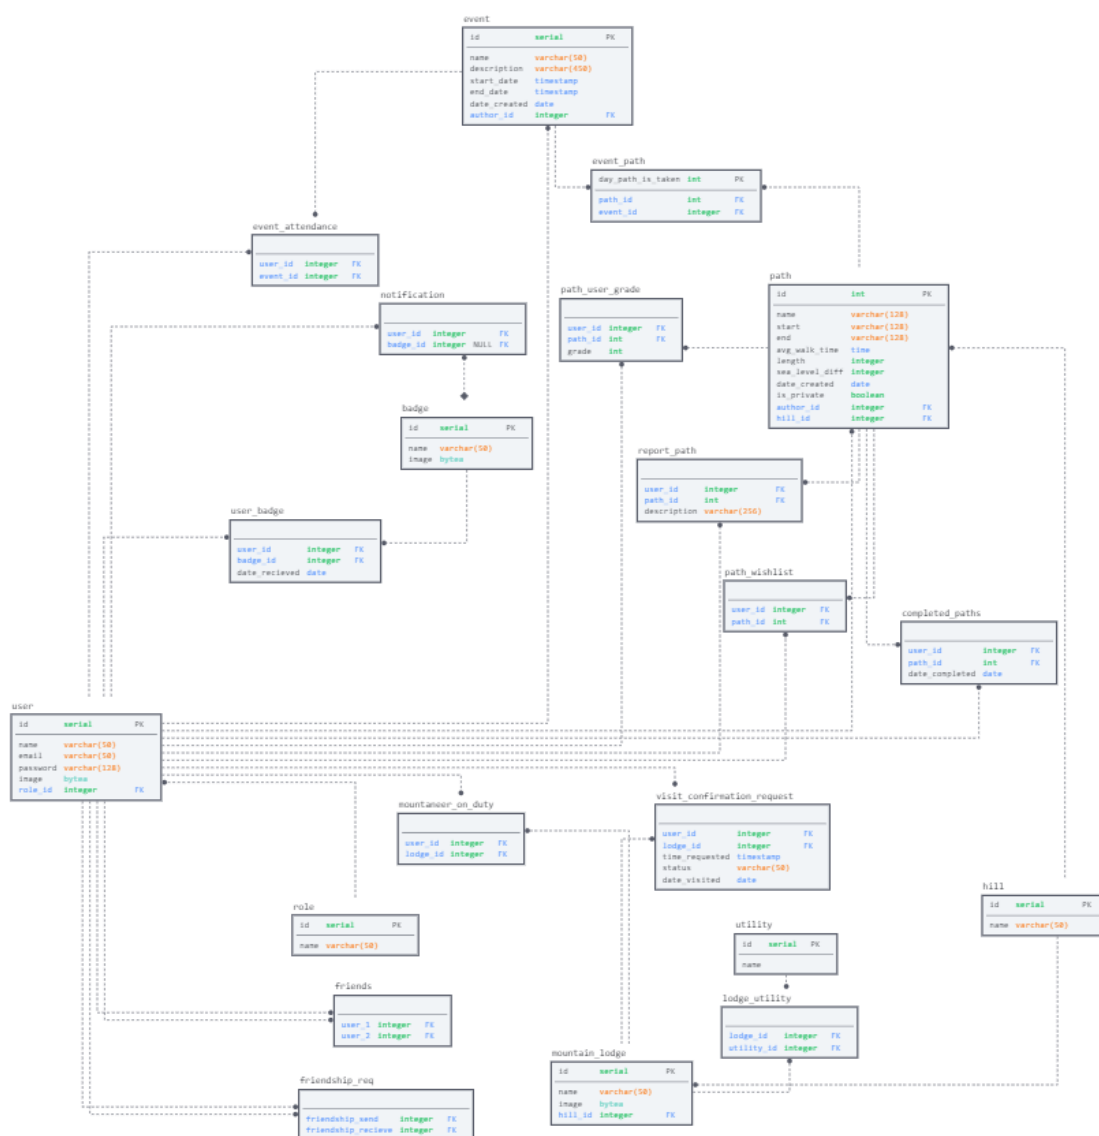 event
id serial PK
name varchar(50)
description varchar(450)
start_date timestamp
end_date timestamp
date_created date
author_id integer FK
event_path
day_path_is_taken int PK
path_id int FK
event_id integer FK
event_attendance
user_id integer FK
event_id integer FK
path
id int PK
name varchar(128)
start varchar(128)
end varchar(128)
avg_walk_time time
length integer
sea_level_diff integer
date_created date
is_private boolean
author_id integer FK
hill_id integer FK
path_user_grade
user_id integer FK
path_id int FK
grade int
notification
user_id integer FK
badge_id integer NULL FK
badge
id serial PK
name varchar(50)
image bytea
report_path
user_id integer FK
path_id int FK
description varchar(256)
user_badge
user_id integer FK
badge_id integer FK
date_recieved date
path_wishlist
user_id integer FK
path_id int FK
completed_paths
user_id integer FK
path_id int FK
date_completed date
user
id serial PK
name varchar(50)
email varchar(50)
password varchar(128)
image bytea
role_id integer FK
mountaneer_on_duty
user_id integer FK
lodge_id integer FK
visit_confirmation_request
user_id integer FK
lodge_id integer FK
time_requested timestamp
status varchar(50)
date_visited date
hill
id serial PK
name varchar(50)
role
id serial PK
name varchar(50)
utility
id serial PK
name
friends
user_1 integer FK
user_2 integer FK
lodge_utility
lodge_id integer FK
utility_id integer FK
mountain_lodge
id serial PK
name varchar(50)
image bytea
hill_id integer FK
friendship_req
friendship_send integer FK
friendship_recieve integer FK